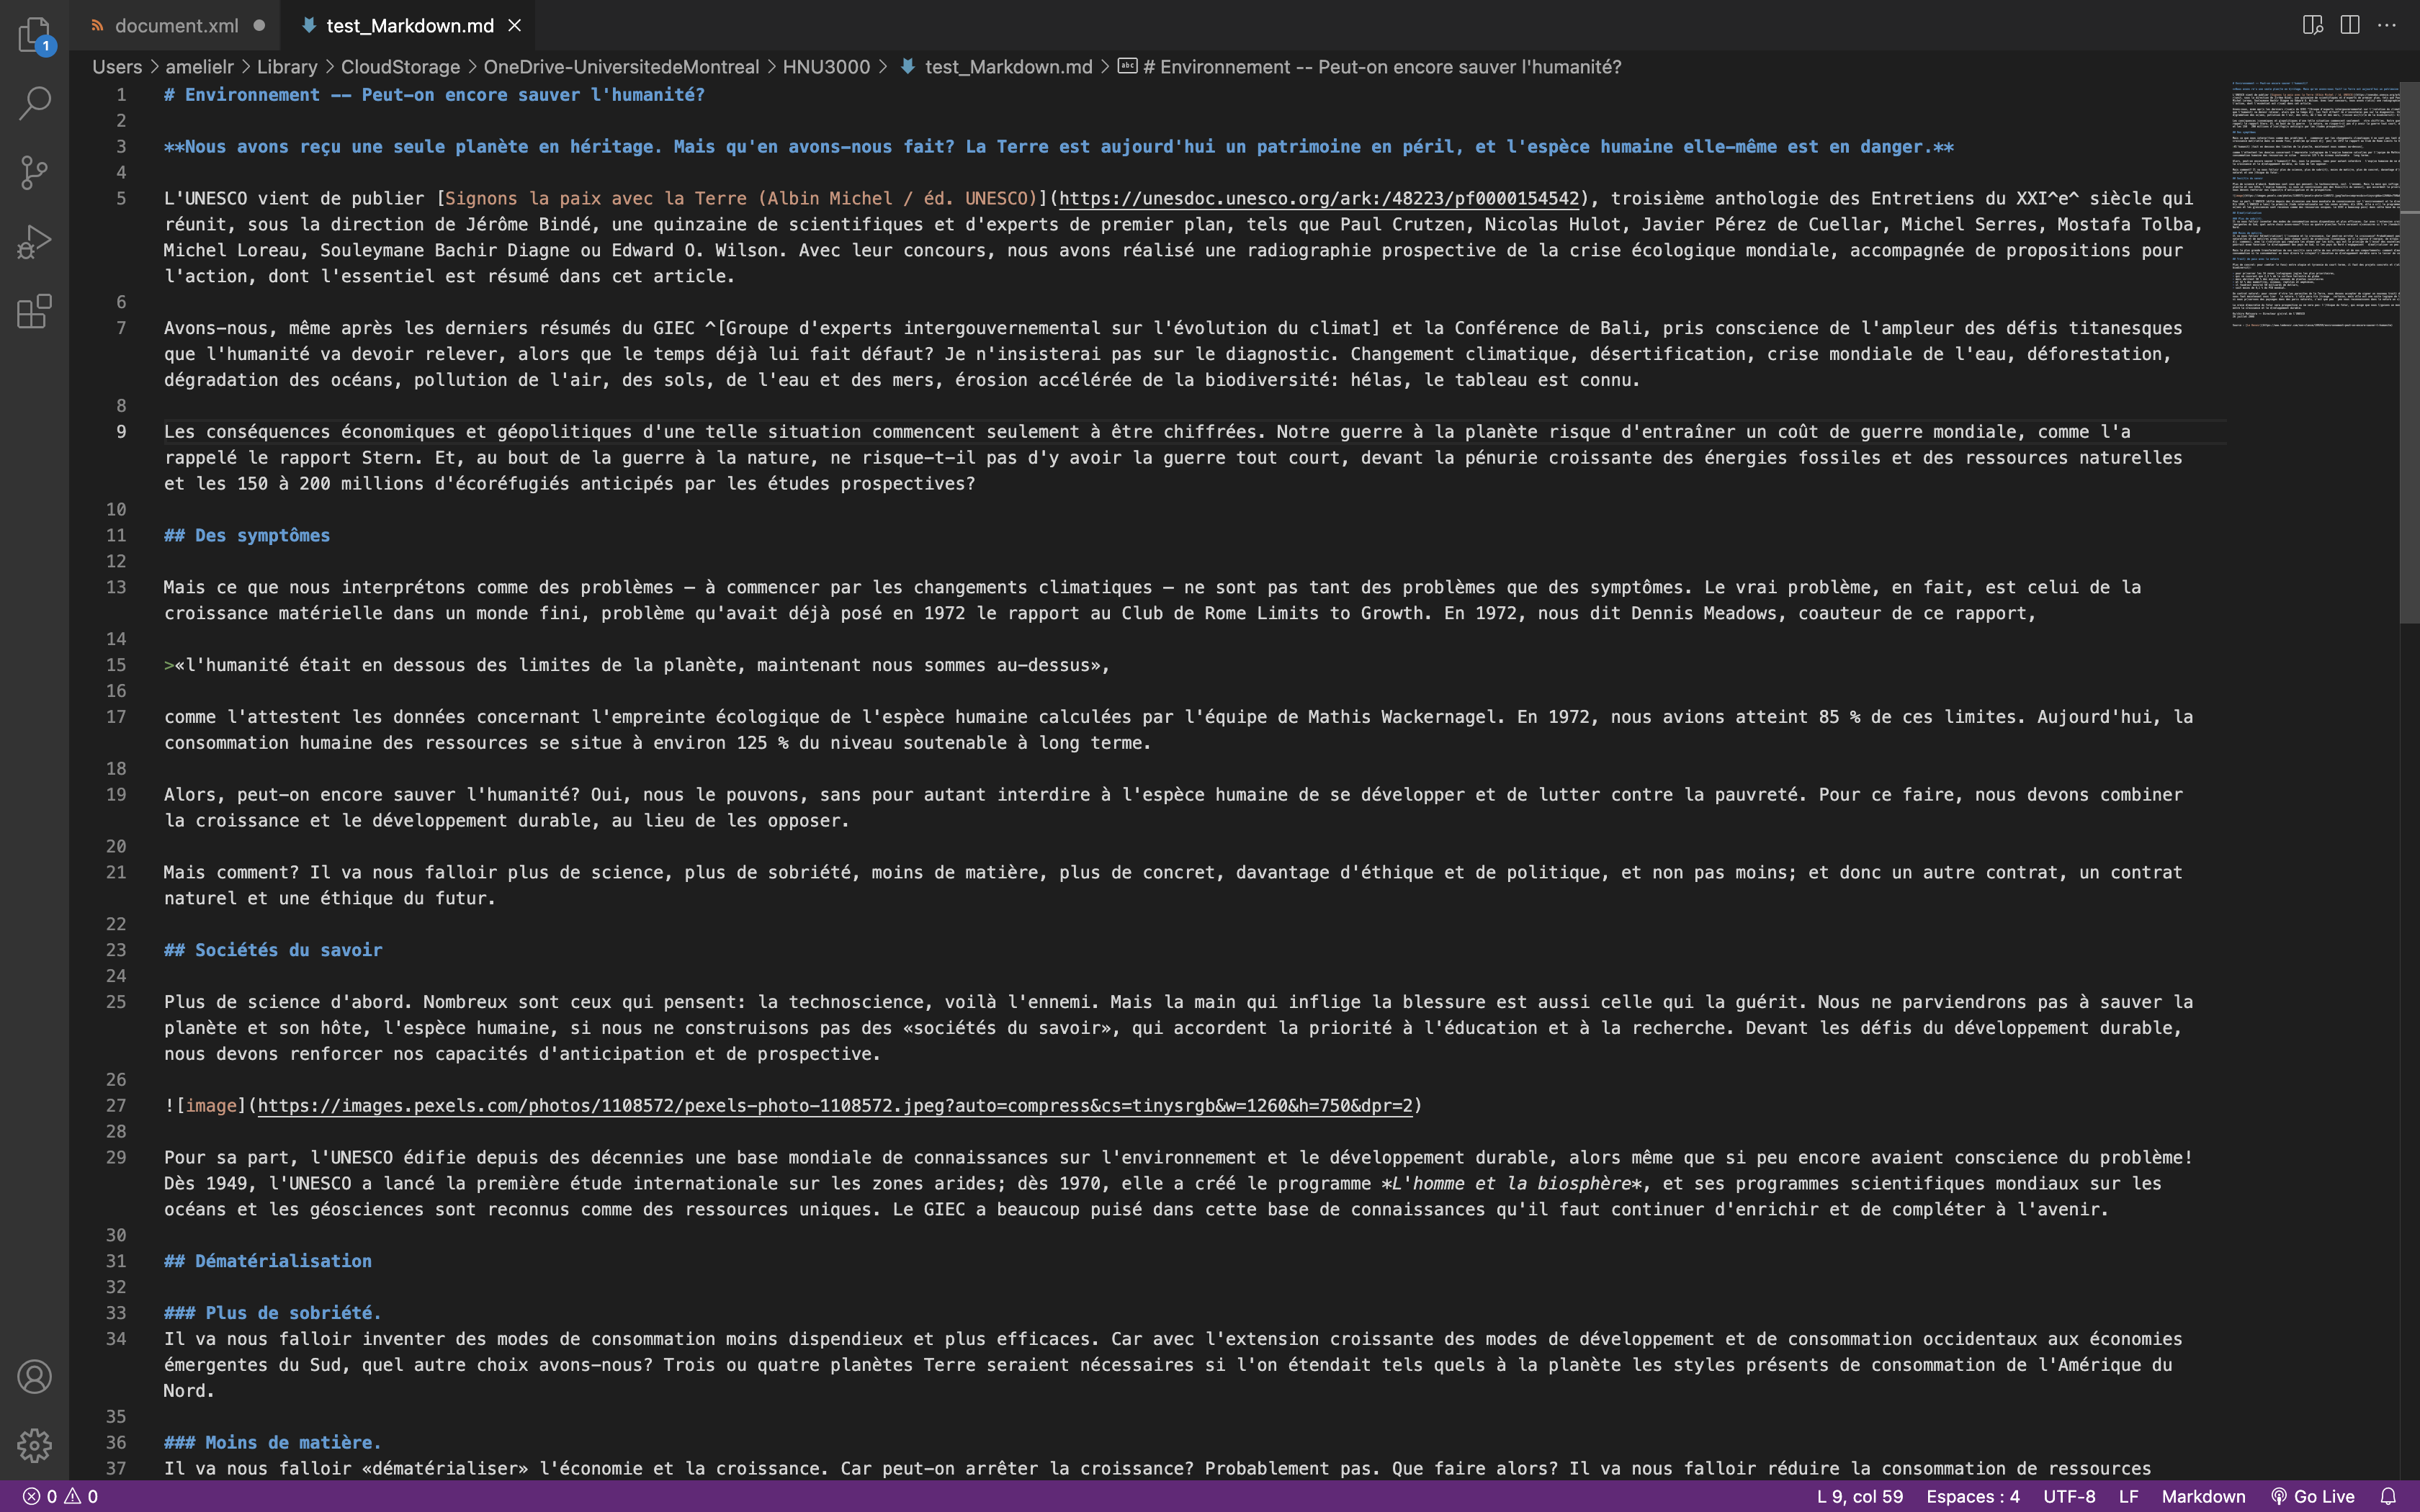 document.xml
test_Markdown.md
Users > amelielr > Library > CloudStorage > OneDrive-UniversitedeMontreal > HNU3000 > test_Markdown.md > # Environnement -- Peut-on encore sauver l'humanité?
1 # Environnement -- Peut-on encore sauver l'humanité?
2
3 **Nous avons reçu une seule planète en héritage. Mais qu'en avons-nous fait? La Terre est aujourd'hui un patrimoine en péril, et l'espèce humaine elle-même est en danger.**
4
5 L'UNESCO vient de publier [Signons la paix avec la Terre (Albin Michel / éd. UNESCO)](https://unesdoc.unesco.org/ark:/48223/pf0000154542), troisième anthologie des Entretiens du XXI^e^ siècle qui
réunit, sous la direction de Jérôme Bindé, une quinzaine de scientifiques et d'experts de premier plan, tels que Paul Crutzen, Nicolas Hulot, Javier Pérez de Cuellar, Michel Serres, Mostafa Tolba,
Michel Loreau, Souleymane Bachir Diagne ou Edward O. Wilson. Avec leur concours, nous avons réalisé une radiographie prospective de la crise écologique mondiale, accompagnée de propositions pour
l'action, dont l'essentiel est résumé dans cet article.
6
7 Avons-nous, même après les derniers résumés du GIEC ^[Groupe d'experts intergouvernemental sur l'évolution du climat] et la Conférence de Bali, pris conscience de l'ampleur des défis titanesques
que l'humanité va devoir relever, alors que le temps déjà lui fait défaut? Je n'insisterai pas sur le diagnostic. Changement climatique, désertification, crise mondiale de l'eau, déforestation,
dégradation des océans, pollution de l'air, des sols, de l'eau et des mers, érosion accélérée de la biodiversité: hélas, le tableau est connu.
8
9 Les conséquences économiques et géopolitiques d'une telle situation commencent seulement à être chiffrées. Notre guerre à la planète risque d'entraîner un coût de guerre mondiale, comme l'a
rappelé le rapport Stern. Et, au bout de la guerre à la nature, ne risque-t-il pas d'y avoir la guerre tout court, devant la pénurie croissante des énergies fossiles et des ressources naturelles
et les 150 à 200 millions d'écoréfugiés anticipés par les études prospectives?
10
11 ## Des symptômes
12
13 Mais ce que nous interprétons comme des problèmes – à commencer par les changements climatiques – ne sont pas tant des problèmes que des symptômes. Le vrai problème, en fait, est celui de la
croissance matérielle dans un monde fini, problème qu'avait déjà posé en 1972 le rapport au Club de Rome Limits to Growth. En 1972, nous dit Dennis Meadows, coauteur de ce rapport,
14
15 >«l'humanité était en dessous des limites de la planète, maintenant nous sommes au-dessus»,
16
17 comme l'attestent les données concernant l'empreinte écologique de l'espèce humaine calculées par l'équipe de Mathis Wackernagel. En 1972, nous avions atteint 85 % de ces limites. Aujourd'hui, la
consommation humaine des ressources se situe à environ 125 % du niveau soutenable à long terme.
18
19 Alors, peut-on encore sauver l'humanité? Oui, nous le pouvons, sans pour autant interdire à l'espèce humaine de se développer et de lutter contre la pauvreté. Pour ce faire, nous devons combiner
la croissance et le développement durable, au lieu de les opposer.
20
21 Mais comment? Il va nous falloir plus de science, plus de sobriété, moins de matière, plus de concret, davantage d'éthique et de politique, et non pas moins; et donc un autre contrat, un contrat
naturel et une éthique du futur.
22
23 ## Sociétés du savoir
24
25 Plus de science d'abord. Nombreux sont ceux qui pensent: la technoscience, voilà l'ennemi. Mais la main qui inflige la blessure est aussi celle qui la guérit. Nous ne parviendrons pas à sauver la
planète et son hôte, l'espèce humaine, si nous ne construisons pas des «sociétés du savoir», qui accordent la priorité à l'éducation et à la recherche. Devant les défis du développement durable,
nous devons renforcer nos capacités d'anticipation et de prospective.
26
27 ![image](https://images.pexels.com/photos/1108572/pexels-photo-1108572.jpeg?auto=compress&cs=tinysrgb&w=1260&h=750&dpr=2)
28
29 Pour sa part, l'UNESCO édifie depuis des décennies une base mondiale de connaissances sur l'environnement et le développement durable, alors même que si peu encore avaient conscience du problème!
Dès 1949, l'UNESCO a lancé la première étude internationale sur les zones arides; dès 1970, elle a créé le programme *L'homme et la biosphère*, et ses programmes scientifiques mondiaux sur les
océans et les géosciences sont reconnus comme des ressources uniques. Le GIEC a beaucoup puisé dans cette base de connaissances qu'il faut continuer d'enrichir et de compléter à l'avenir.
30
31 ## Dématérialisation
32
33 ### Plus de sobriété.
34 Il va nous falloir inventer des modes de consommation moins dispendieux et plus efficaces. Car avec l'extension croissante des modes de développement et de consommation occidentaux aux économies
émergentes du Sud, quel autre choix avons-nous? Trois ou quatre planètes Terre seraient nécessaires si l'on étendait tels quels à la planète les styles présents de consommation de l'Amérique du
Nord.
35
36 ### Moins de matière.
37 Il va nous falloir «dématérialiser» l'économie et la croissance. Car peut-on arrêter la croissance? Probablement pas. Que faire alors? Il va nous falloir réduire la consommation de ressources
1
0 0
L 9, col 59 Espaces : 4 UTF-8 LF Markdown Go Live